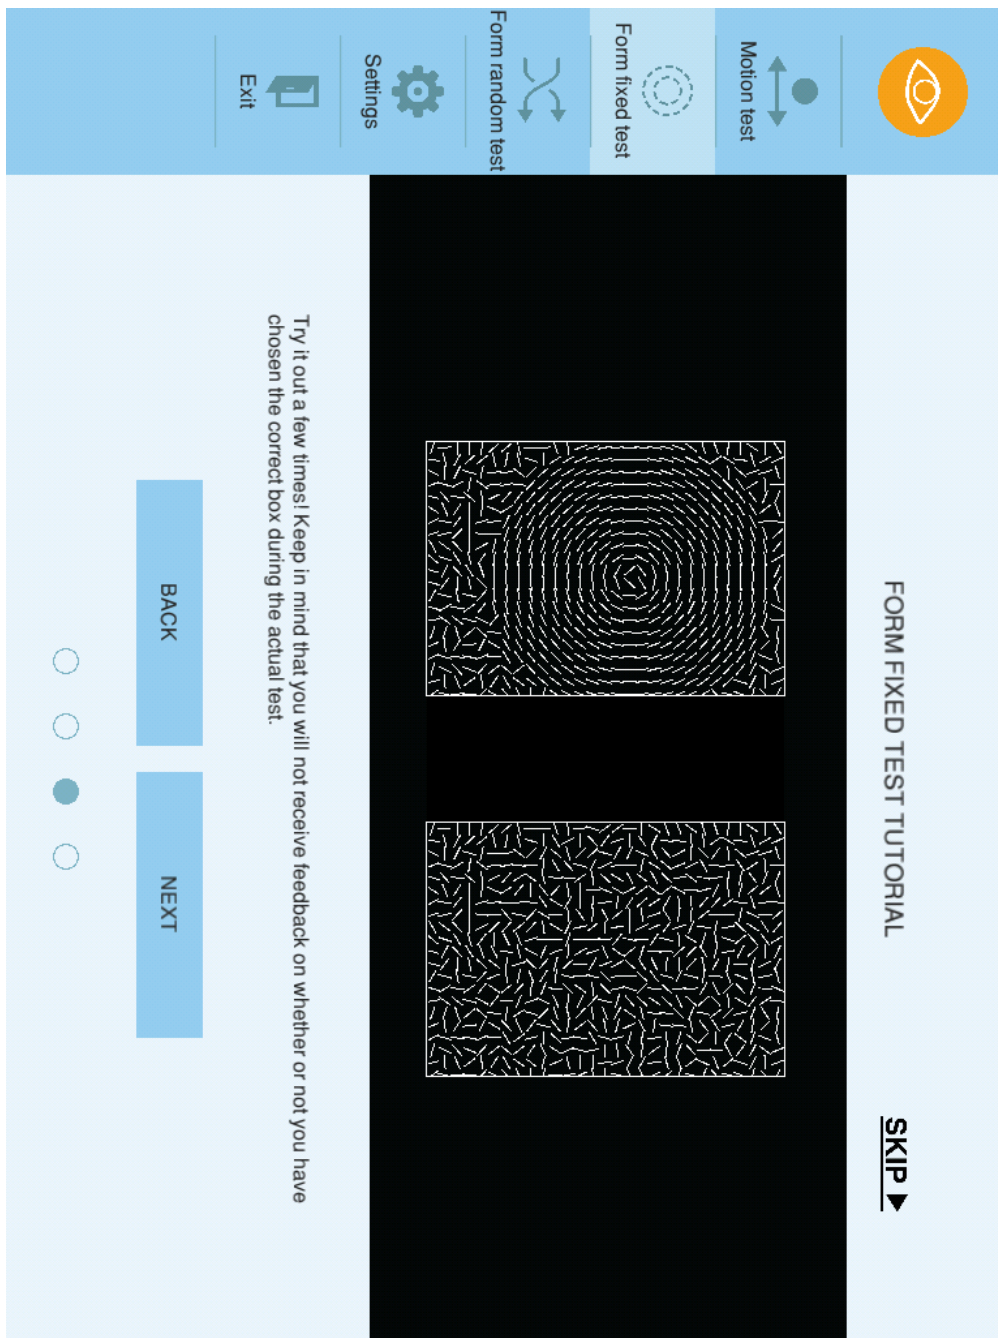 Motion test
Form fixed test
Form random test
Settings
Exit
FORM FIXED TEST TUTORIAL
SKIP
Try it out a few times! Keep in mind that you will not receive feedback on whether or not you have
chosen the correct box during the actual test.
BACK
NEXT